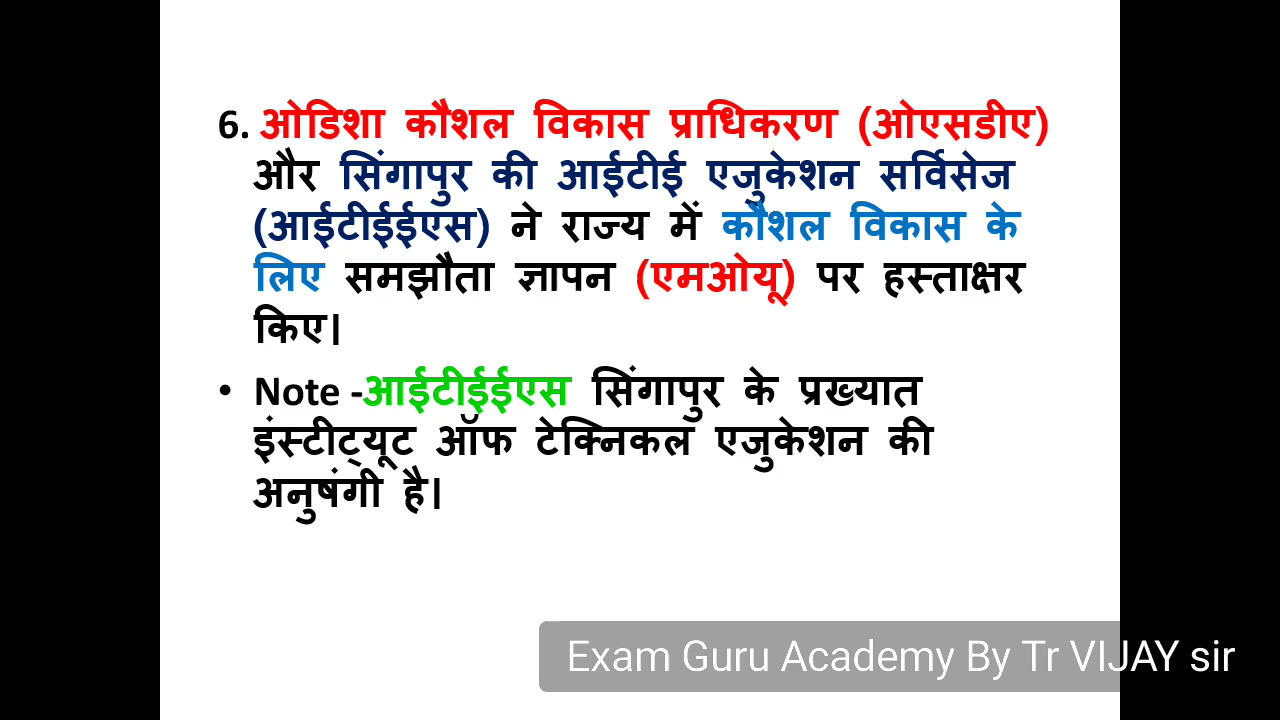 6. ओडिशा कौशल विकास प्राधिकरण (ओएसडीए)
और सिंगापुर की आईटीई एजुकेशन सर्विसेज
(आईटीईईएस) ने राज्य में कौशल विकास के
लिए समझौता ज्ञापन (एमओयू) पर हस्ताक्षर
किए।
• Note -आईटीईईएस सिंगापुर के प्रख्यात
इंस्टीट्यूट ऑफ टेक्निकल एजुकेशन की
अनुषंगी है।
Exam Guru Academy By Tr VIJAY sir